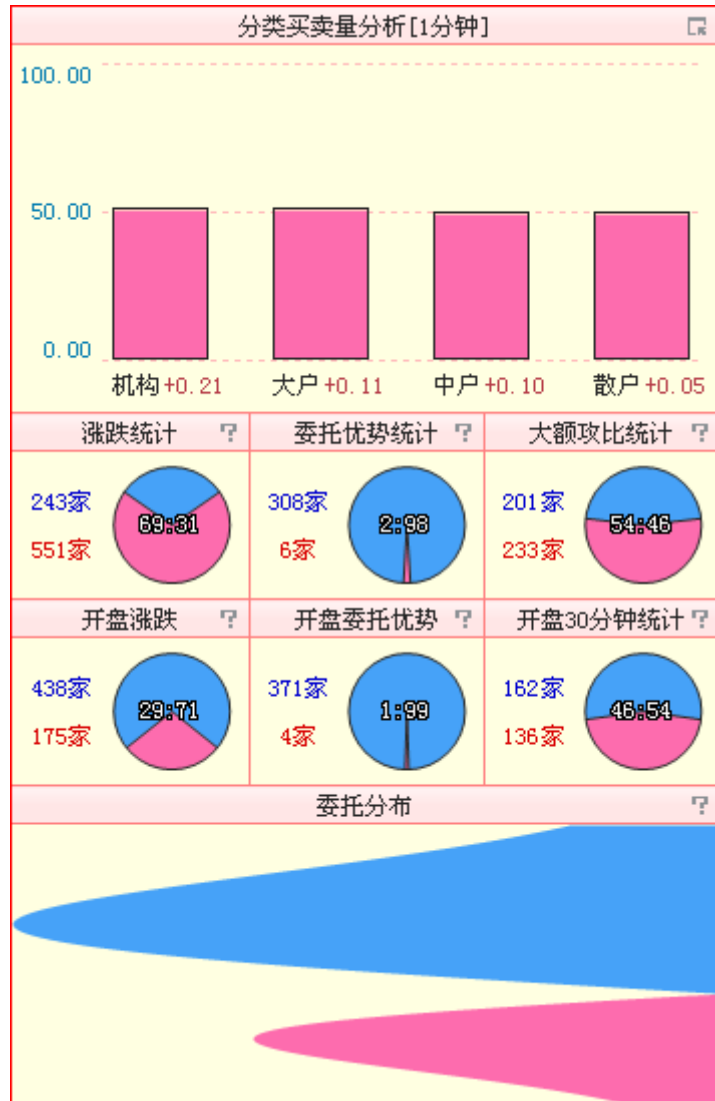 分类买卖量分析[1分钟]
100.00
50.00
0.00
机构+0.21 大户+0.11 中户+0.10 散户+0.05
涨跌统计 ? 委托优势统计 ? 大额攻比统计 ?
243家 308家 201家
69:31 2:98 54:46
551家 6家 233家
开盘涨跌 ? 开盘委托优势 ? 开盘30分钟统计 ?
438家 371家 162家
29:71 1:99 46:54
175家 4家 136家
委托分布 ?